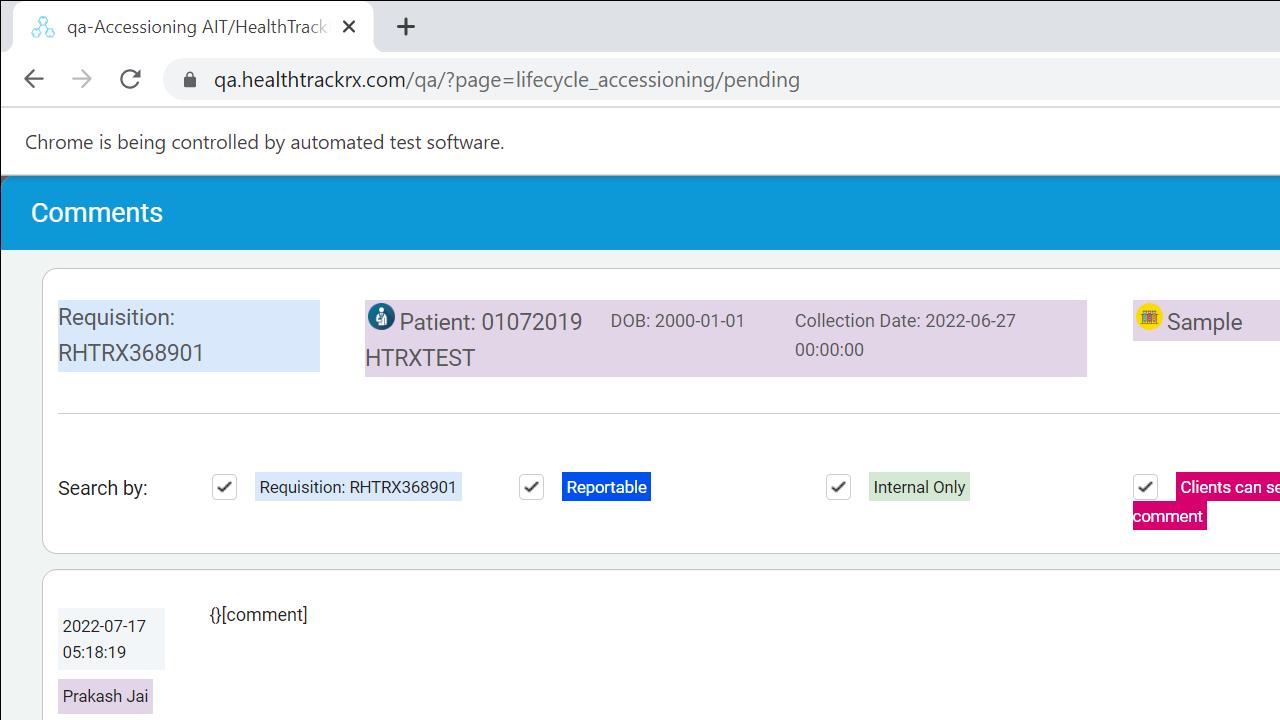 qa-Accessioning AIT/HealthTrack
qa.healthtrackrx.com/qa/?page=lifecycle_accessioning/pending
Chrome is being controlled by automated test software.
Comments
Requisition:
RHTRX368901
Patient: 01072019
HTRXTEST
DOB: 2000-01-01
Collection Date: 2022-06-27
00:00:00
Sample
Search by:
Requisition: RHTRX368901
Reportable
Internal Only
Clients can se
comment
2022-07-17
05:18:19
{}[comment]
Prakash Jai